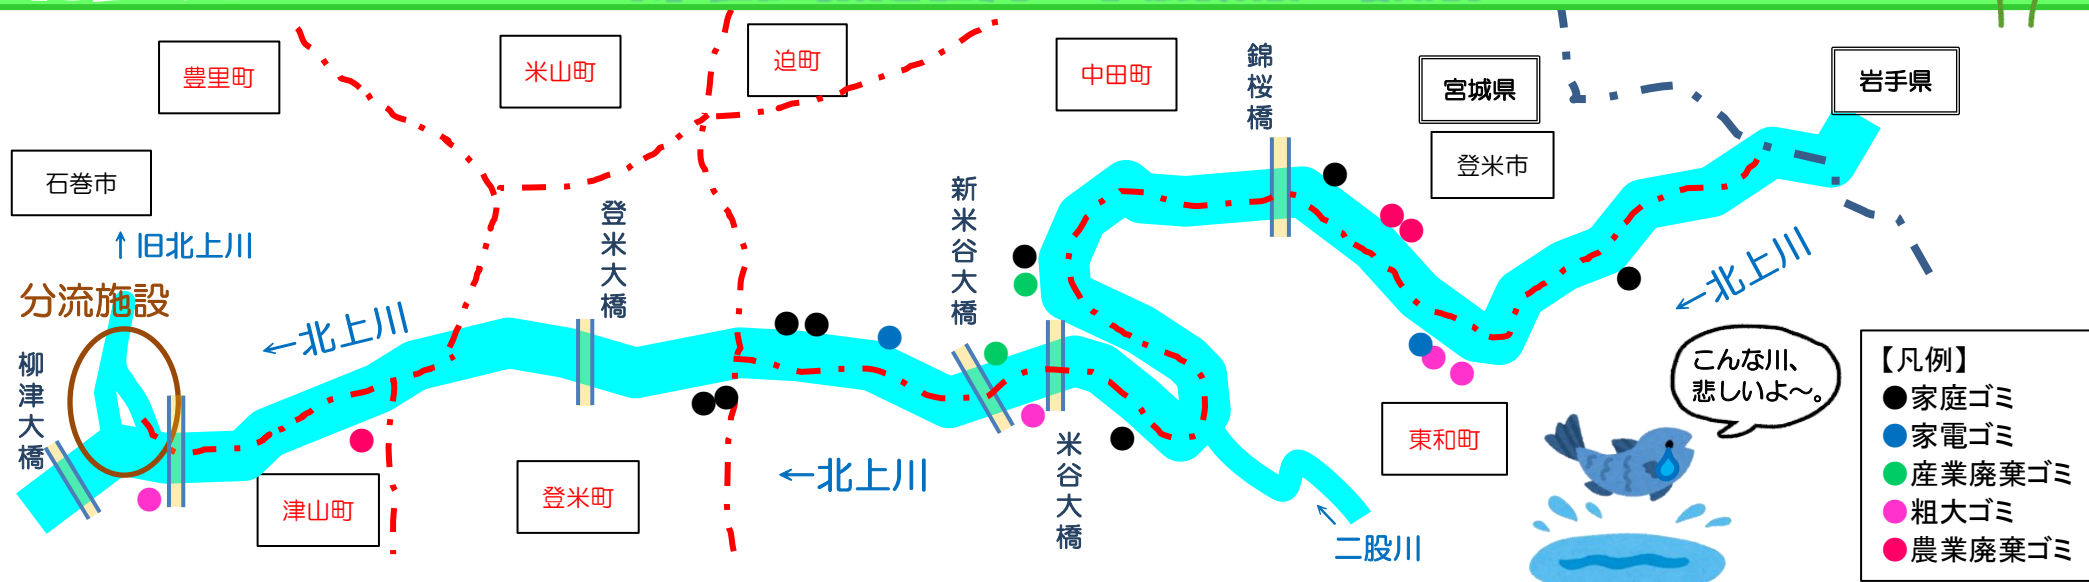 豊里町
米山町
迫町
中田町
錦桜橋
宮城県
岩手県
登米市
石巻市
↑旧北上川
登米大橋
新米谷大橋
分流施設
←北上川
←北上川
柳津大橋
こんな川、
悲しいよ～。
【凡例】
●家庭ゴミ
●家電ゴミ
●産業廃棄ゴミ
●粗大ゴミ
●農業廃棄ゴミ
東和町
米谷大橋
←北上川
津山町
登米町
二股川